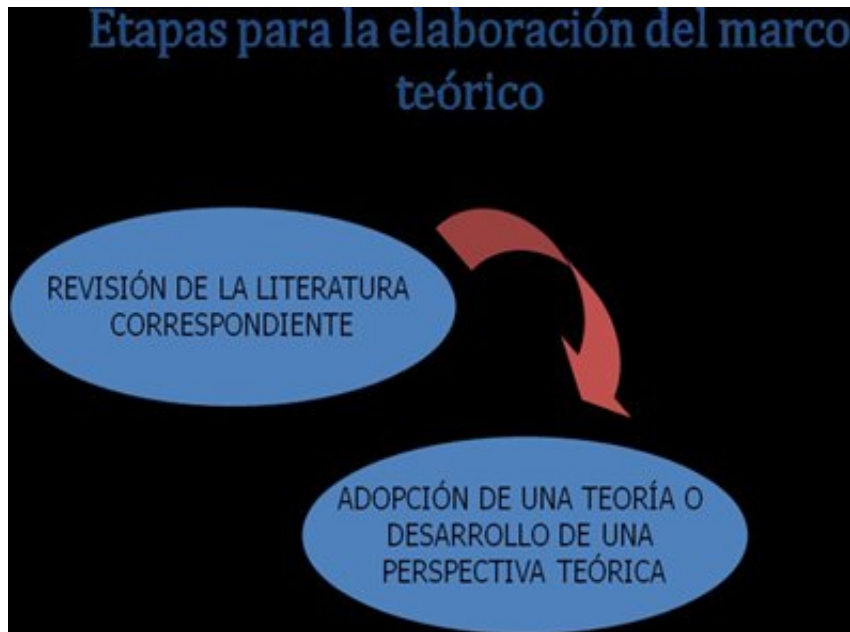 Etapas para la elaboración del marco
teórico
REVISIÓN DE LA LITERATURA
CORRESPONDIENTE
ADOPCIÓN DE UNA TEORÍA O
DESARROLLO DE UNA
PERSPECTIVA TEÓRICA